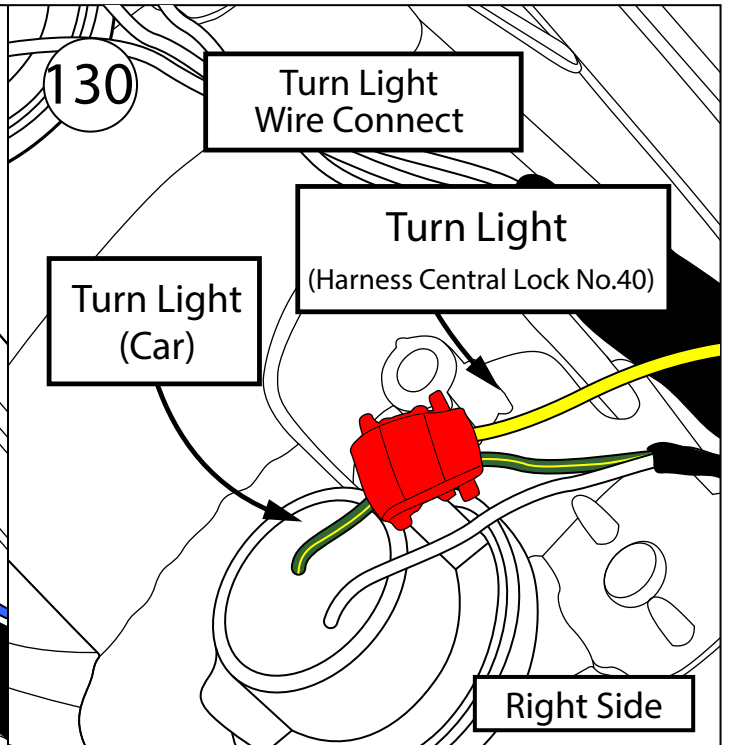 130
Turn Light
Wire Connect
Turn Light
(Harness Central Lock No.40)
Turn Light
(Car)
Right Side